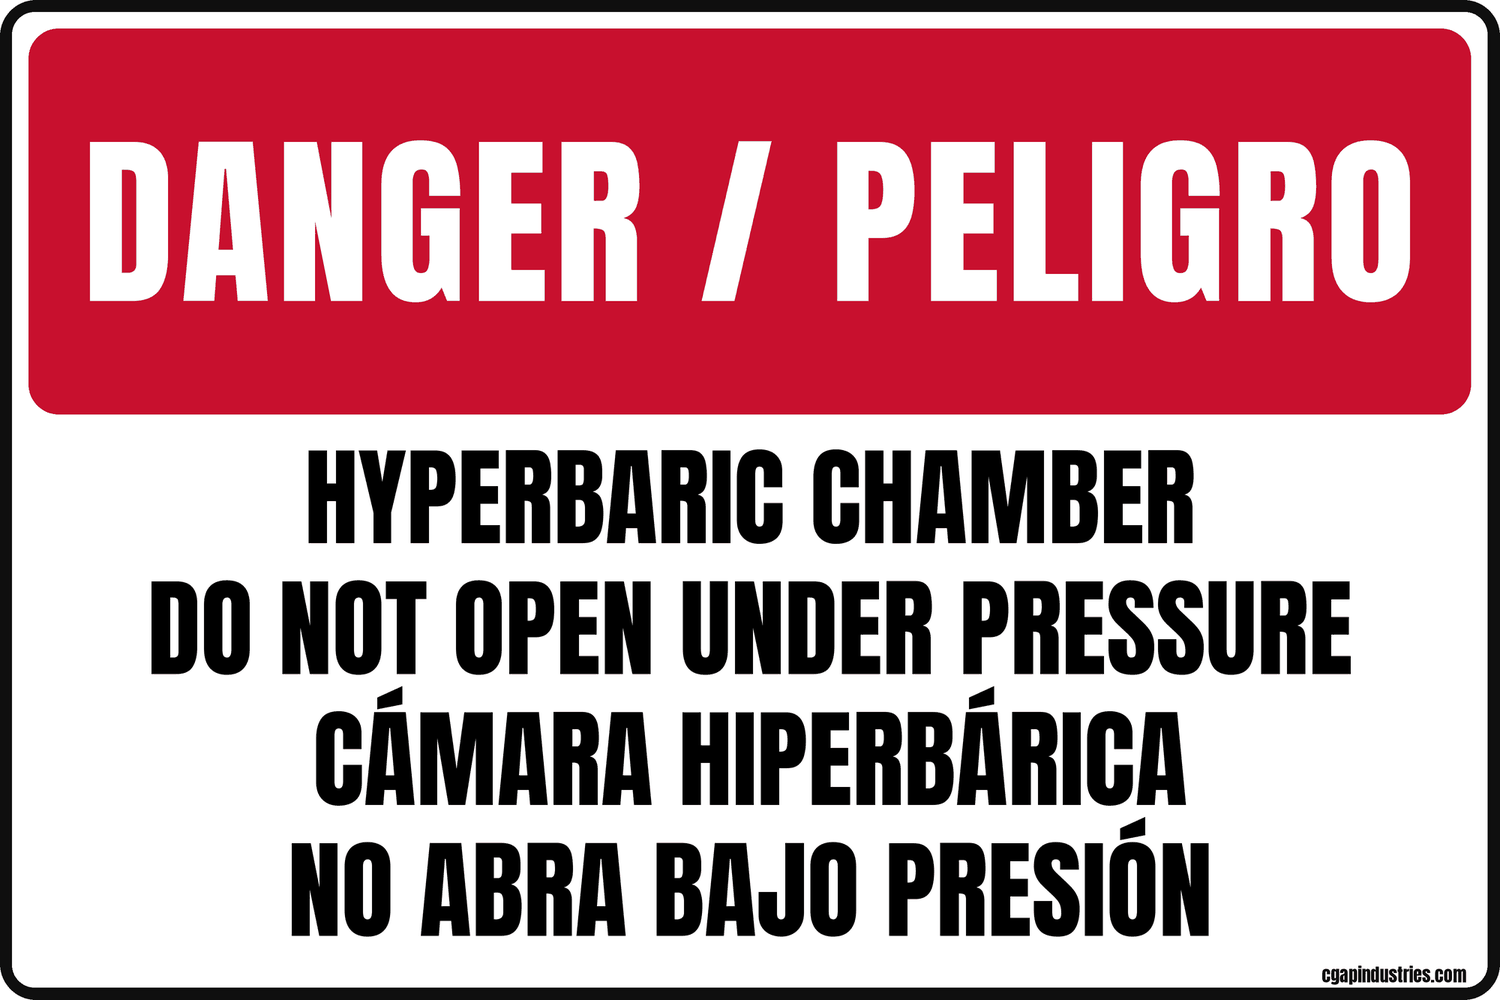 DANGER / PELIGRO
HYPERBARIC CHAMBER
DO NOT OPEN UNDER PRESSURE
CÁMARA HIPERBÁRICA
NO ABRA BAJO PRESIÓN
cgapindustries.com